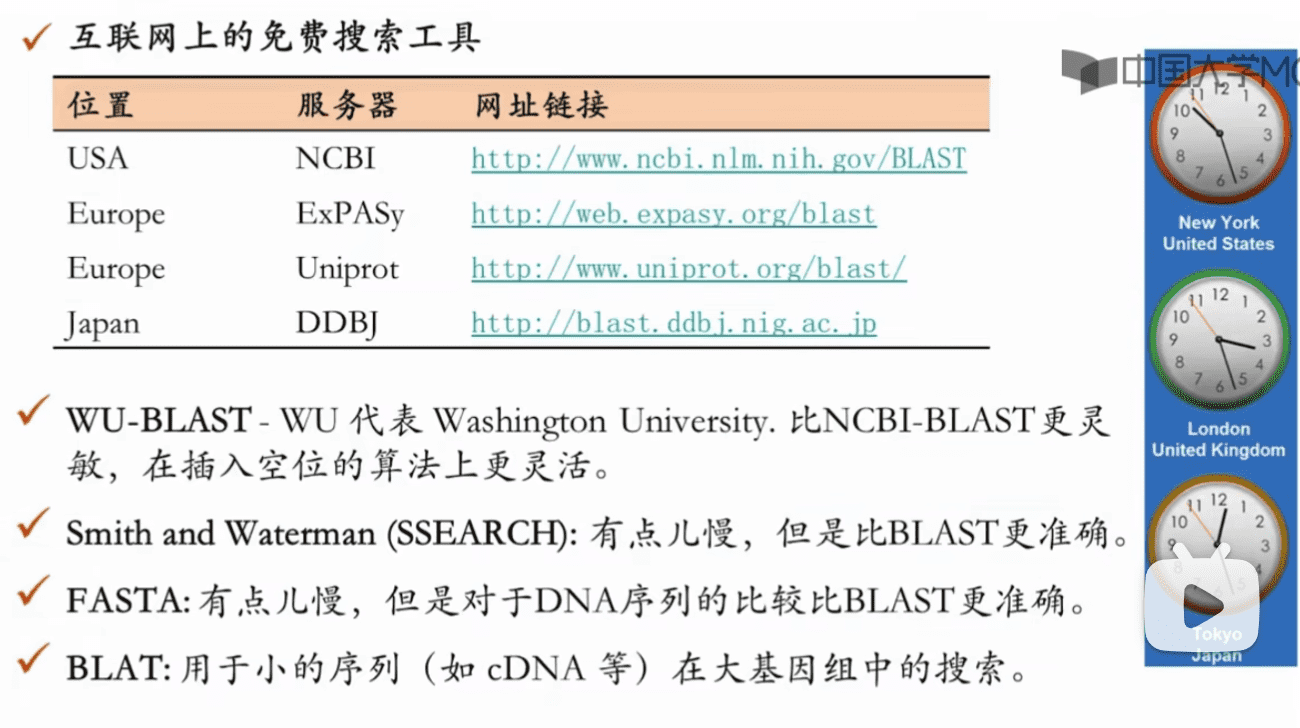 互联网上的免费搜索工具
位置 服务器 网址链接
USA NCBI http://www.ncbi.nlm.nih.gov/BLAST
Europe ExPASy http://web.expasy.org/blast
Europe Uniprot http://www.uniprot.org/blast/
Japan DDBJ http://blast.ddbj.nig.ac.jp
WU-BLAST - WU 代表 Washington University. 比NCBI-BLAST更灵
敏，在插入空位的算法上更灵活。
Smith and Waterman (SSEARCH): 有点儿慢，但是比BLAST更准确。
FASTA: 有点儿慢，但是对于DNA序列的比较比BLAST更准确。
BLAT: 用于小的序列（如 cDNA 等）在大基因组中的搜索。
中国大学MO
11 12 1
10 2
9 3
8 4
7 6 5
New York
United States
11 12 1
10 2
9 3
8 4
7 6 5
London
United Kingdom
11 12 1
10 2
9 3
8 4
5
Tokyo
Japan